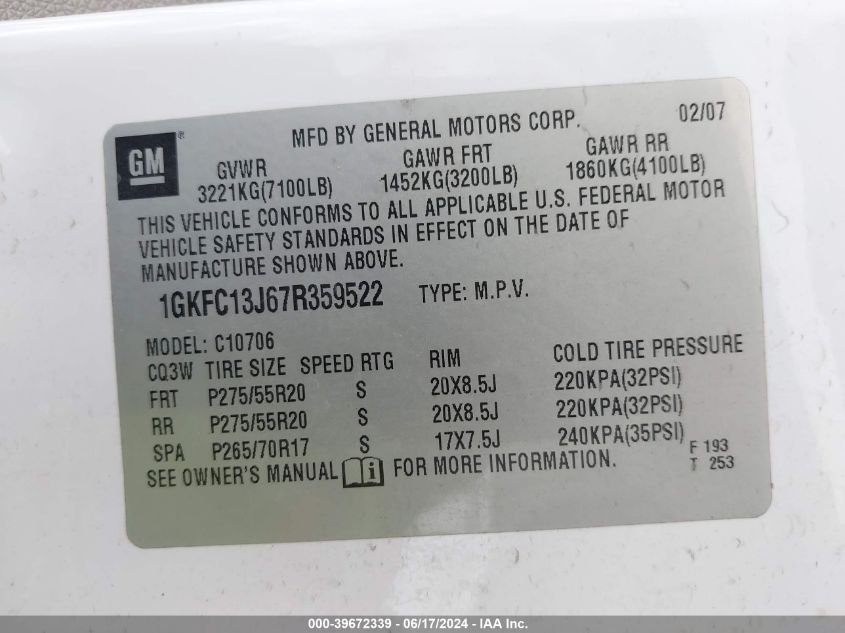 MFD BY GENERAL MOTORS CORP. 02/07
GM ®
GVWR GAWR FRT GAWR RR
3221KG(7100LB) 1452KG(3200LB) 1860KG(4100LB)
THIS VEHICLE CONFORMS TO ALL APPLICABLE U.S. FEDERAL MOTOR
VEHICLE SAFETY STANDARDS IN EFFECT ON THE DATE OF
MANUFACTURE SHOWN ABOVE.
1GKFC13J67R359522 TYPE: M.P.V.
MODEL: C10706
CQ3W TIRE SIZE SPEED RTG RIM COLD TIRE PRESSURE
FRT P275/55R20 S 20X8.5J 220KPA(32PSI)
RR P275/55R20 S 20X8.5J 220KPA(32PSI)
SPA P265/70R17 S 17X7.5J 240KPA(35PSI)
SEE OWNER'S MANUAL i FOR MORE INFORMATION.
F 193
T 253
000-39672339 - 06/17/2024 - IAA Inc.